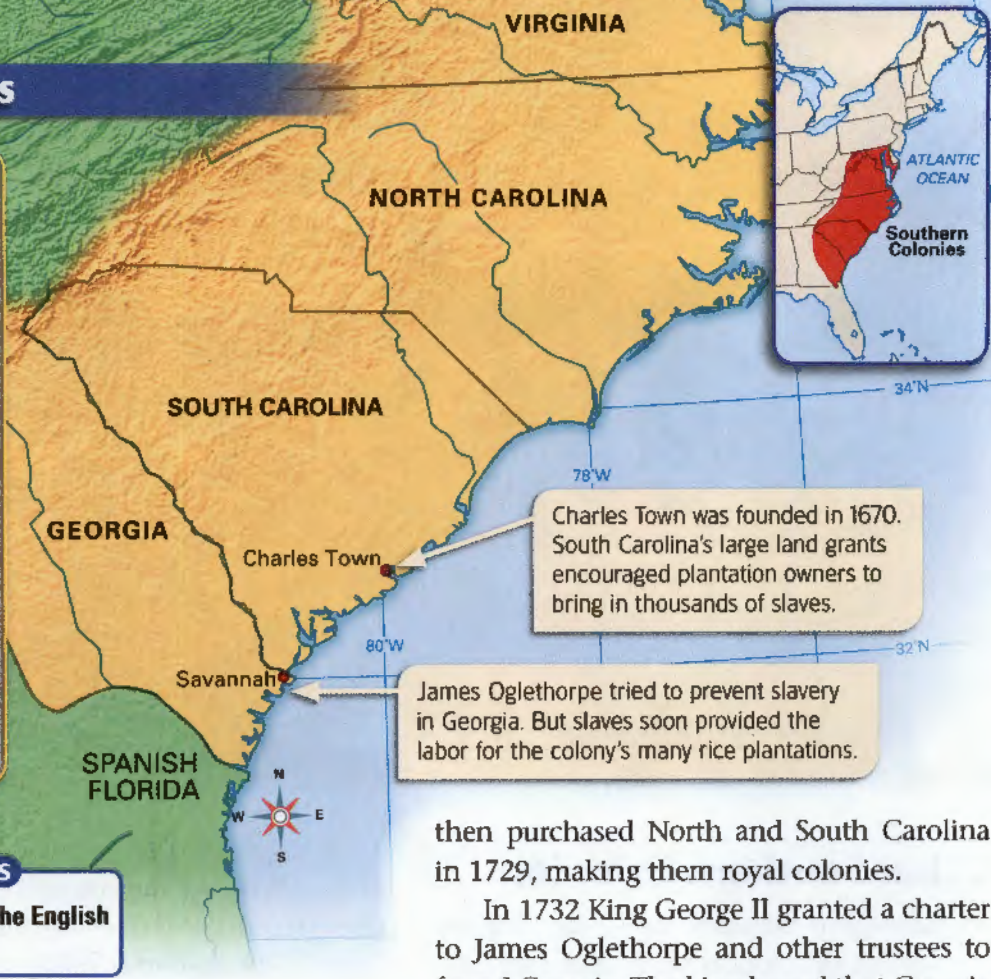 VIRGINIA
S
ATLANTIC
OCEAN
Southern
Colonies
NORTH CAROLINA
34°N
SOUTH CAROLINA
78°W
GEORGIA
Charles Town
Charles Town was founded in 1670.
South Carolina's large land grants
encouraged plantation owners to
bring in thousands of slaves.
80°W
32°N
Savannah
James Oglethorpe tried to prevent slavery
in Georgia. But slaves soon provided the
labor for the colony's many rice plantations.
SPANISH
FLORIDA
N
W
E
S
then purchased North and South Carolina
in 1729, making them royal colonies.
S
he English
In 1732 King George II granted a charter
to James Oglethorpe and other trustees to